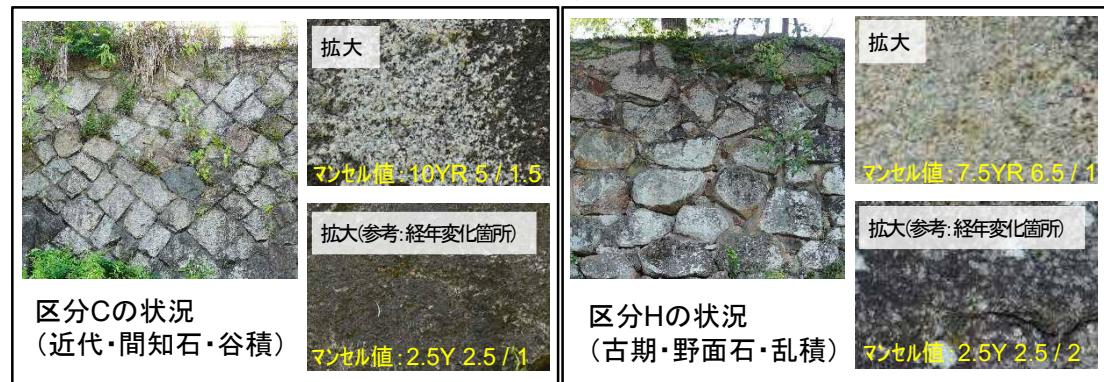 拡大
マンセル値:10YR 5 / 1.5
拡大(参考:経年変化箇所)
マンセル値:2.5Y 2.5 / 1
区分Cの状況
(近代・間知石・谷積)
拡大
マンセル値:7.5YR 6.5 / 1
拡大(参考:経年変化箇所)
マンセル値:2.5Y 2.5 / 2
区分Hの状況
(古期・野面石・乱積)